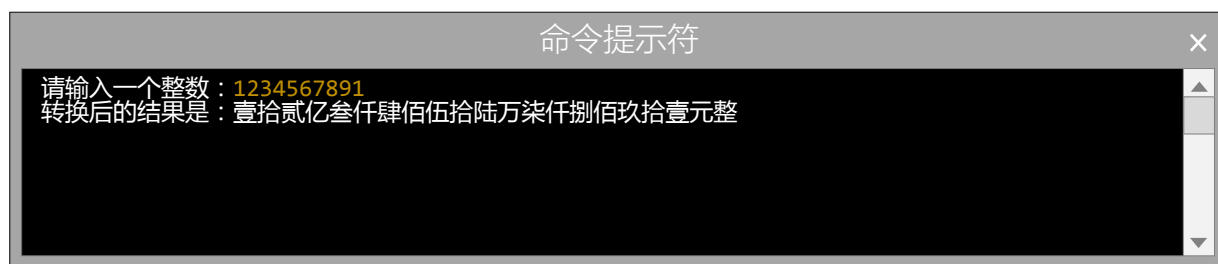 命令提示符
请输入一个整数：1234567891
转换后的结果是：壹拾贰亿叁仟肆佰伍拾陆万柒仟捌佰玖拾壹元整